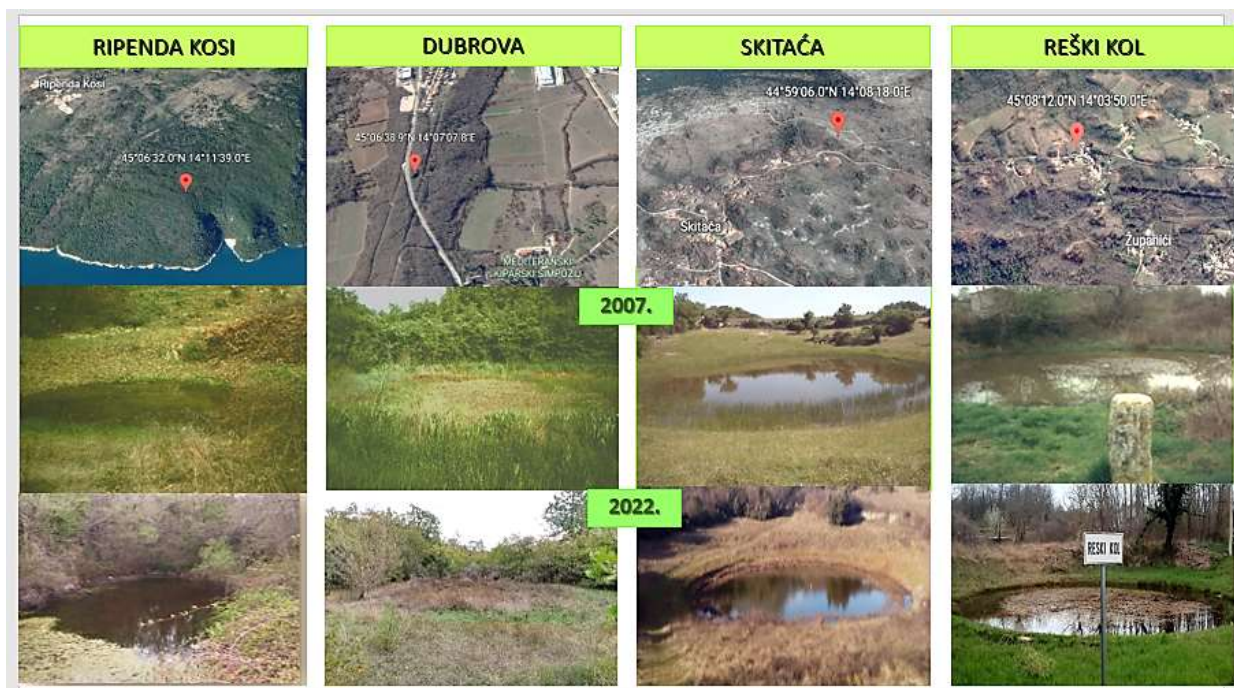 RIPENDA KOSI
DUBROVA
SKITAĆA
REŠKI KOL
Ripenda Kosi
45°06'32.0"N 14°11'39.0"E
45°06'38.9"N 14°07'07.8"E
MEDITERANSKI
KIPARSKI SIMPOZIJ
44°59'06.0"N 14°08'18.0"E
Skitača
45°08'12.0"N 14°03'50.0"E
Županići
2007.
2022.
RESKI KOL